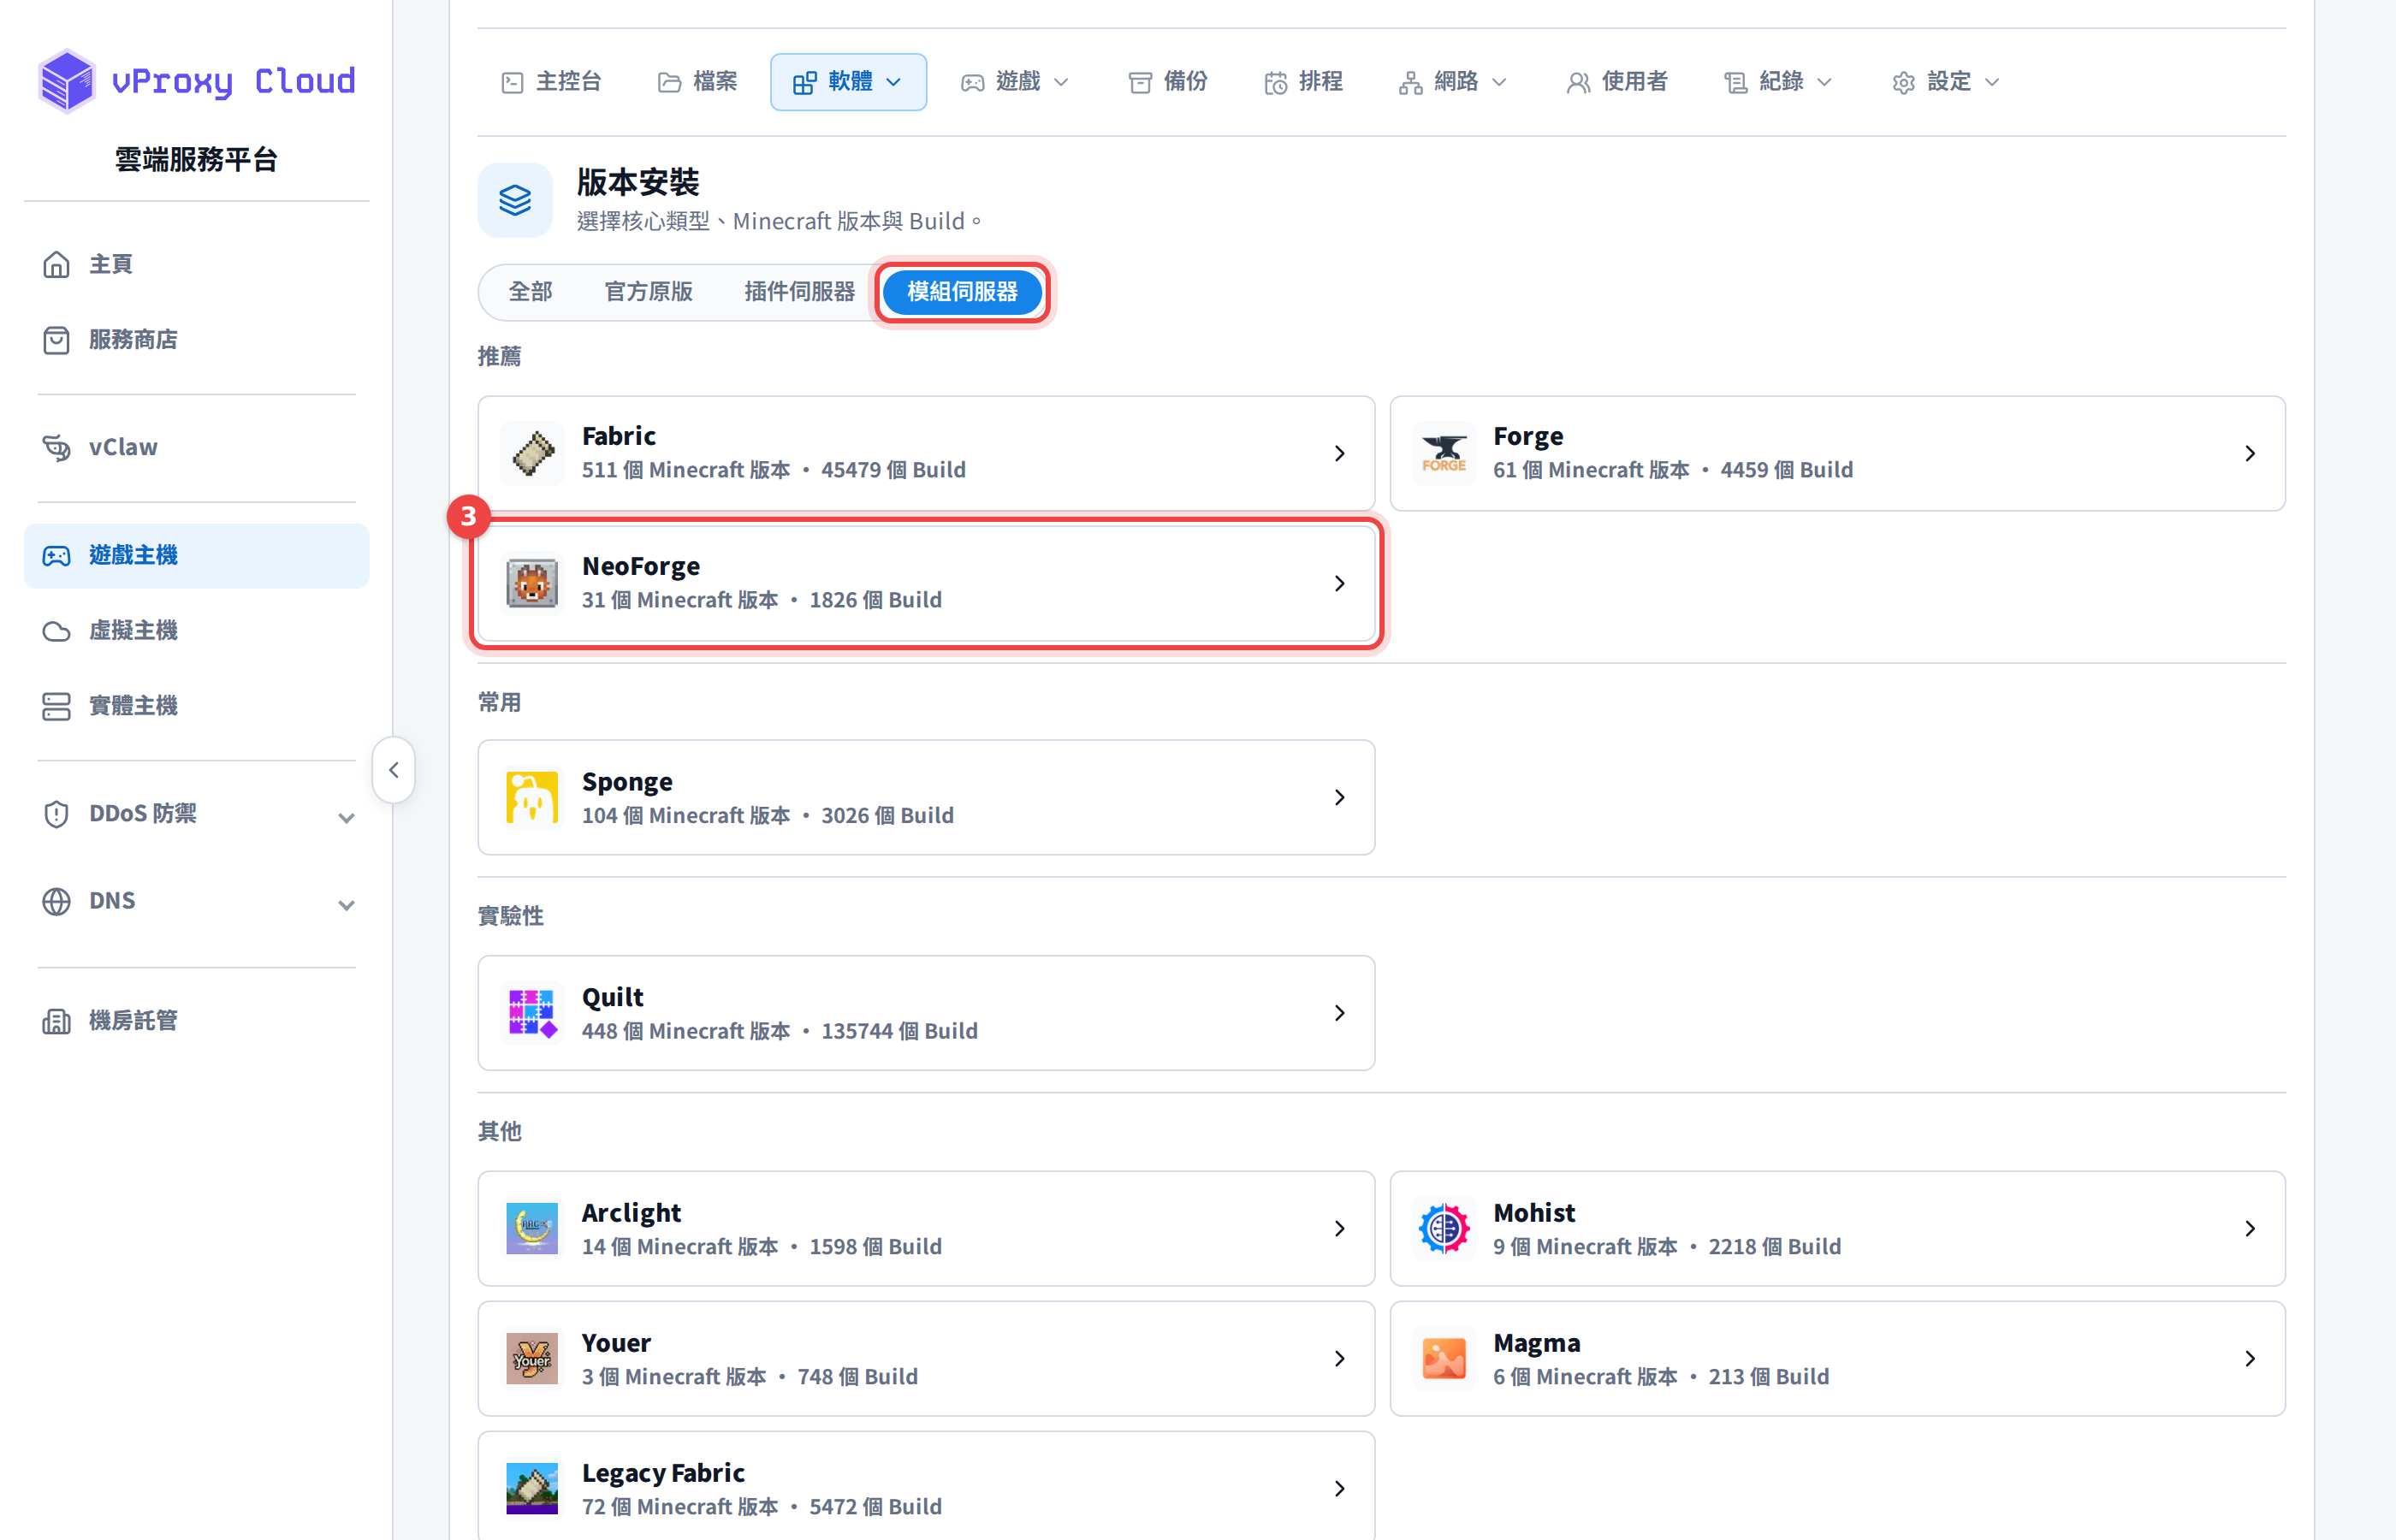 vProxy Cloud
雲端服務平台
主頁
服務商店
vClaw
遊戲主機
虛擬主機
實體主機
DDoS 防禦
DNS
機房託管
主控台 檔案 軟體 遊戲 備份 排程 網路 使用者 紀錄 設定
版本安裝
選擇核心類型、Minecraft 版本與 Build。
全部 官方原版 插件伺服器 模組伺服器
推薦
Fabric
511 個 Minecraft 版本 • 45479 個 Build
FORGE
Forge
61 個 Minecraft 版本 • 4459 個 Build
3
NeoForge
31 個 Minecraft 版本 • 1826 個 Build
常用
Sponge
104 個 Minecraft 版本 • 3026 個 Build
實驗性
Quilt
448 個 Minecraft 版本 • 135744 個 Build
其他
ARC
Arclight
14 個 Minecraft 版本 • 1598 個 Build
Mohist
9 個 Minecraft 版本 • 2218 個 Build
Youer
Youer
3 個 Minecraft 版本 • 748 個 Build
Magma
6 個 Minecraft 版本 • 213 個 Build
Legacy Fabric
72 個 Minecraft 版本 • 5472 個 Build